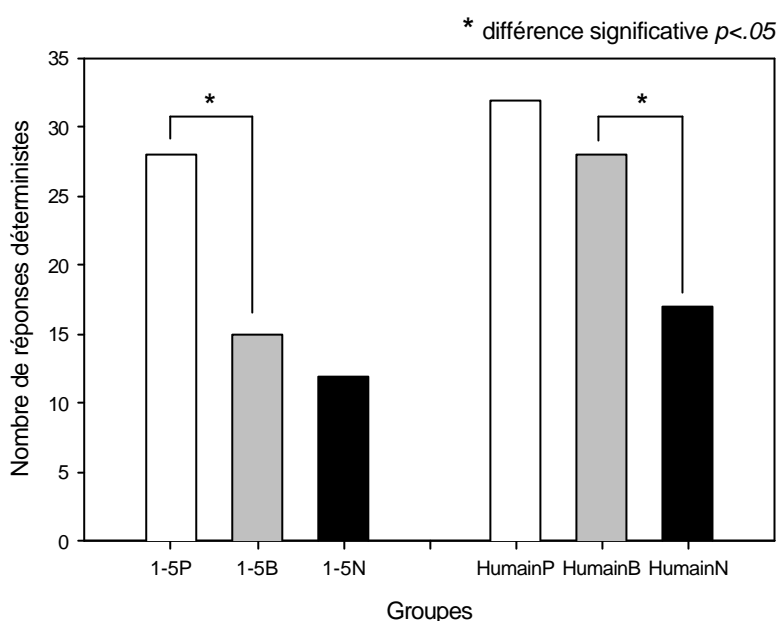 * différence significative p<.05
Nombre de réponses déterministes
35
30
25
20
15
10
5
0
* *
1-5P 1-5B 1-5N HumainP HumainB HumainN
Groupes